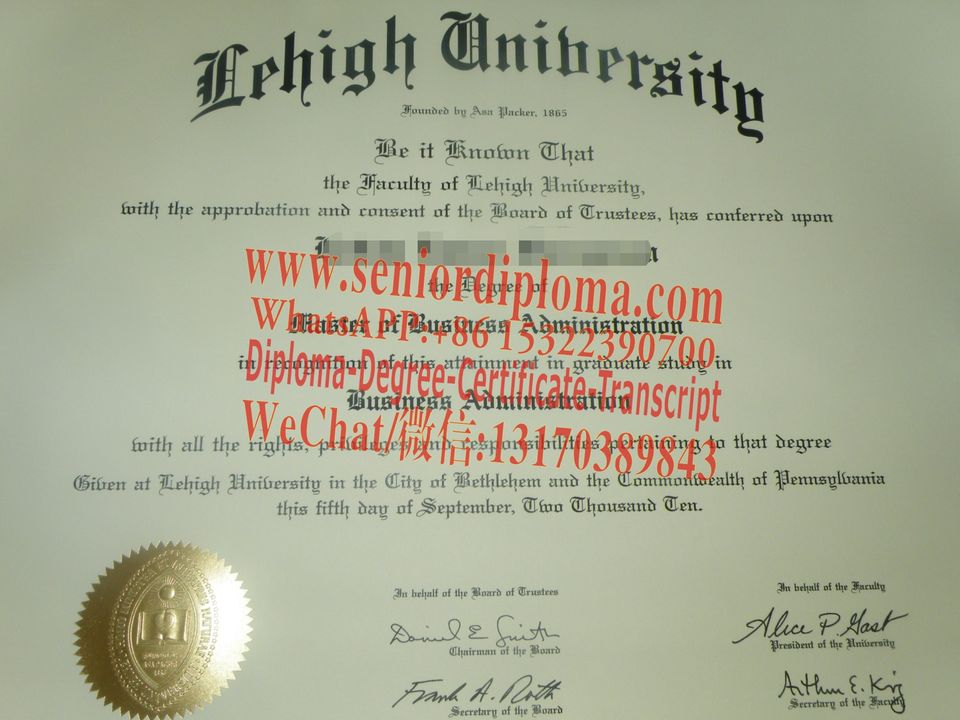 Lehigh University
Founded by Asa Packer, 1865
Be it Known That
the Faculty of Lehigh University,
with the approbation and consent of the Board of Trustees, has conferred upon
www.seniordiploma.com
the Degree of
WhatsAPP:+86 15322390700
Master of Business Administration
in recognition of this attainment in graduate study in
Diploma-Degree-Certificate-Transcript
Business Administration
WeChat/微信:13170389843
with all the rights, privileges and responsibilities pertaining to that degree
Given at Lehigh University in the City of Bethlehem and the Commonwealth of Pennsylvania
this fifth day of September, Two Thousand Ten.
In behalf of the Board of Trustees
In behalf of the Faculty
Daniel E. Smith
Alice P. Gast
Chairman of the Board
President of the University
Frank A. Roth
Arthur E. King
Secretary of the Board
Secretary of the Faculty